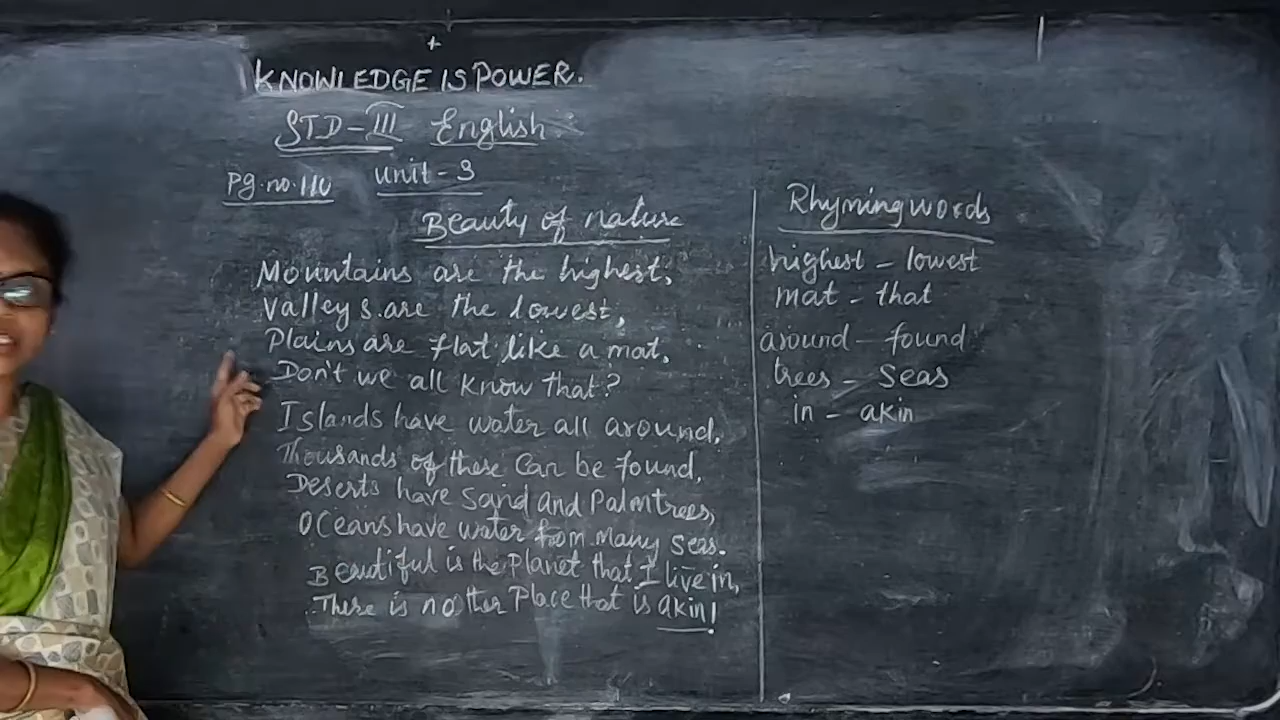 KNOWLEDGE IS POWER.
STD-III English
Pg.no.110 unit-3
Beauty of nature
Mountains are the highest,
Valleys are the lowest,
Plains are flat like a mat,
Don't we all know that?
Islands have water all around,
Thousands of these can be found,
Deserts have sand and Palmtrees,
Oceans have water from many seas.
Beautiful is the Planet that I live in,
There is no other Place that is akin!
Rhyming words
highest - lowest
mat - that
around - found
trees - seas
in - akin